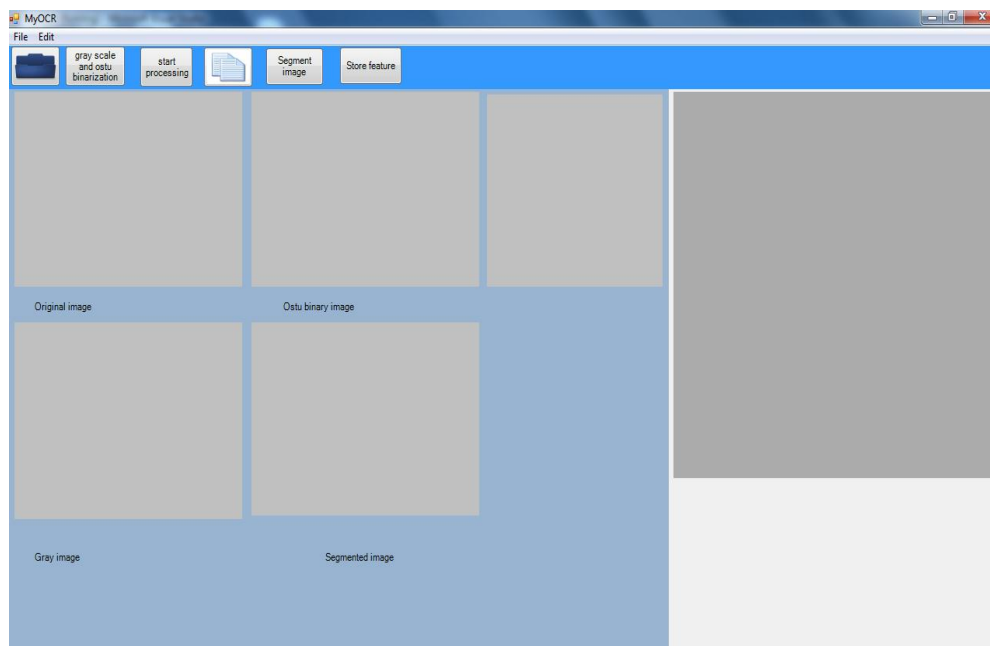 MyOCR
File Edit
gray scale
and ostu
binarization
start
processing
Segment
image
Store feature
Original image
Ostu binary image
Gray image
Segmented image